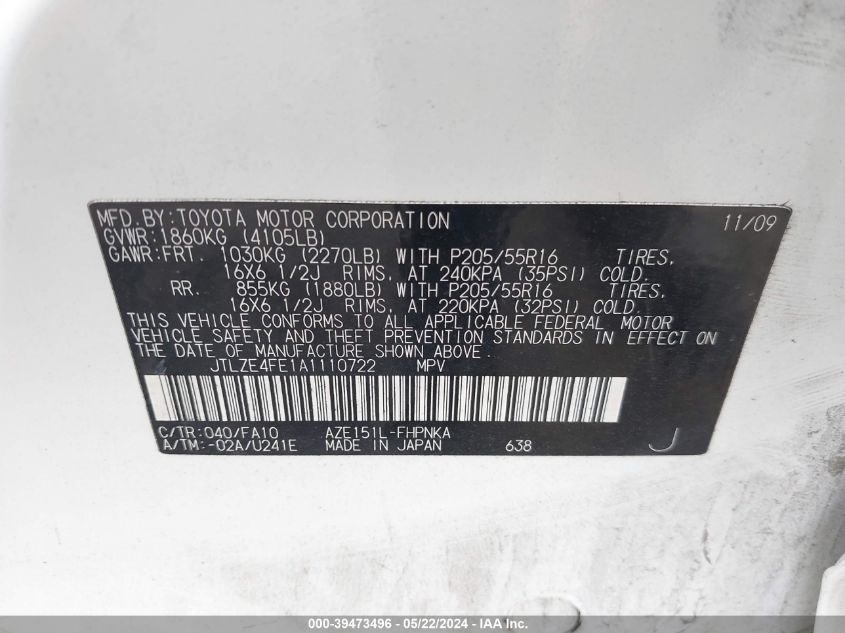 MFD. BY: TOYOTA MOTOR CORPORATION 11/09
GVWR: 1860KG (4105LB)
GAWR: FRT. 1030KG (2270LB) WITH P205/55R16 TIRES,
16X6 1/2J RIMS, AT 240KPA (35PSI) COLD.
RR. 855KG (1880LB) WITH P205/55R16 TIRES,
16X6 1/2J RIMS, AT 220KPA (32PSI) COLD.
THIS VEHICLE CONFORMS TO ALL APPLICABLE FEDERAL MOTOR
VEHICLE SAFETY AND THEFT PREVENTION STANDARDS IN EFFECT ON
THE DATE OF MANUFACTURE SHOWN ABOVE.
JTLZE4FE1A1110722 MPV
C/TR: 040/FA10 AZE151L-FHPNKA
A/TM: -02A/U241E MADE IN JAPAN 638 J
000-39473496 - 05/22/2024 - IAA Inc.